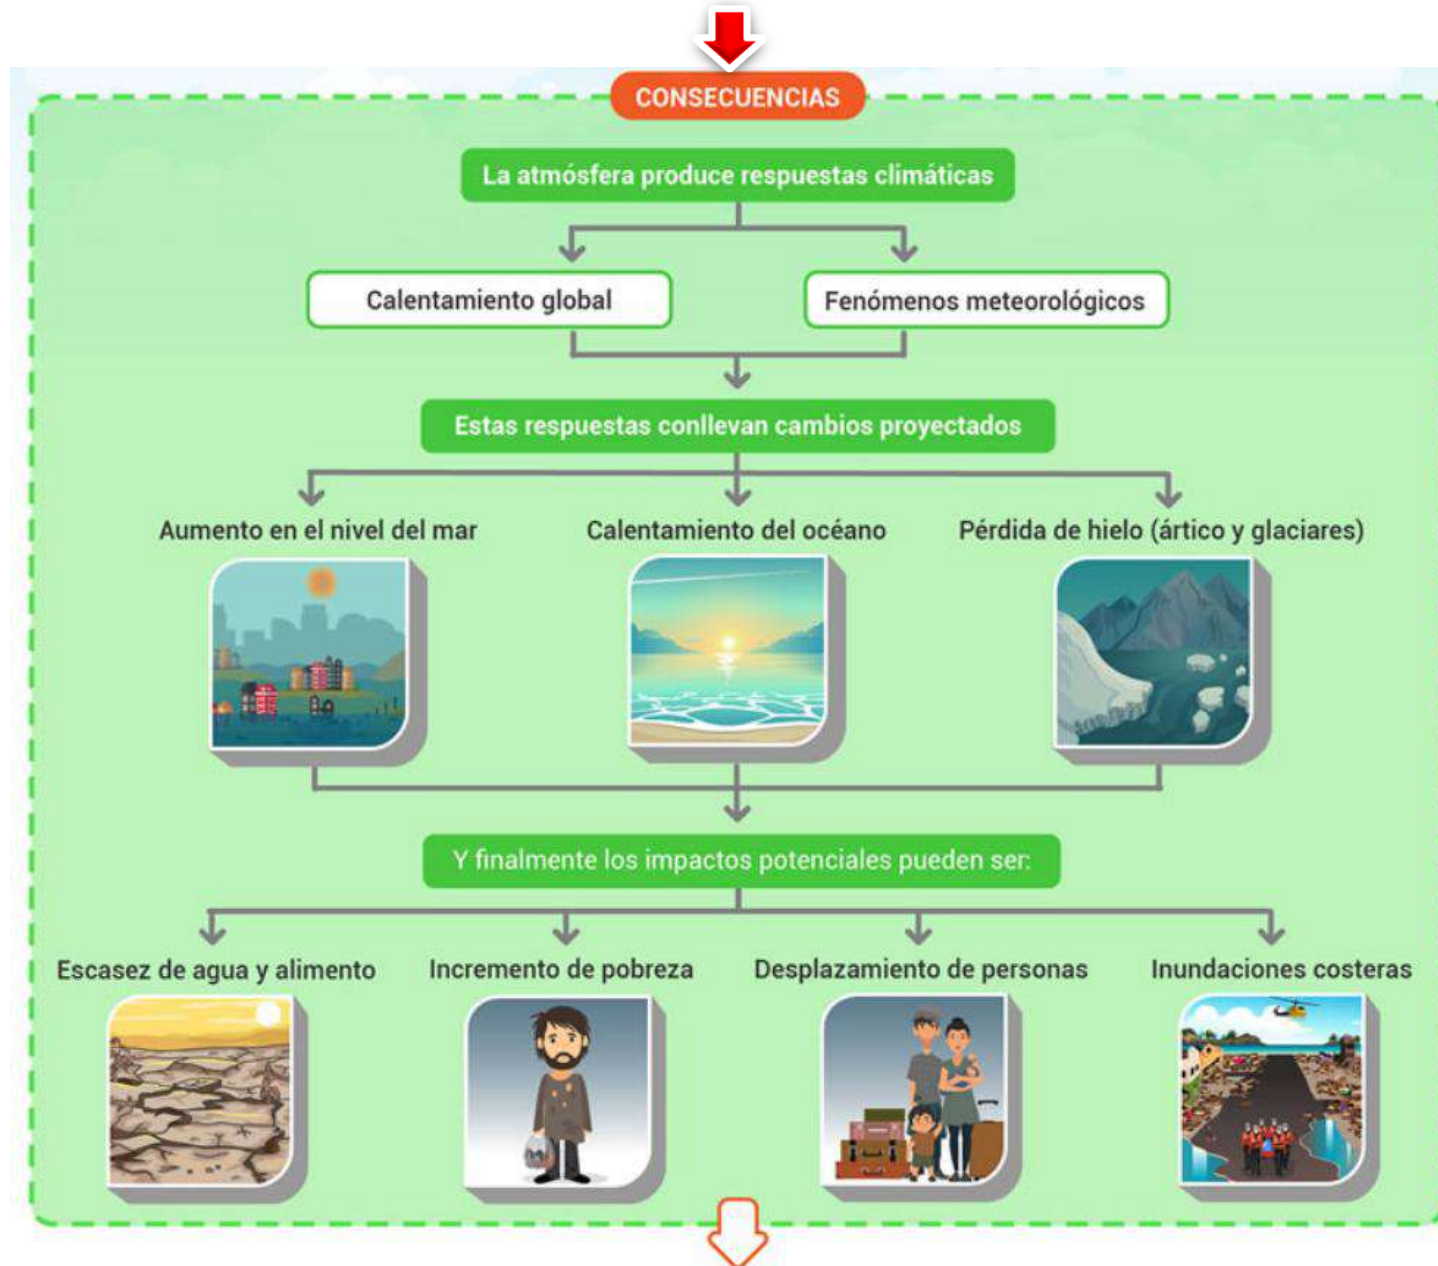 CONSECUENCIAS
La atmósfera produce respuestas climáticas
Calentamiento global
Fenómenos meteorológicos
Estas respuestas conllevan cambios proyectados
Aumento en el nivel del mar
Calentamiento del océano
Pérdida de hielo (ártico y glaciares)
Y finalmente los impactos potenciales pueden ser:
Escasez de agua y alimento
Incremento de pobreza
Desplazamiento de personas
Inundaciones costeras